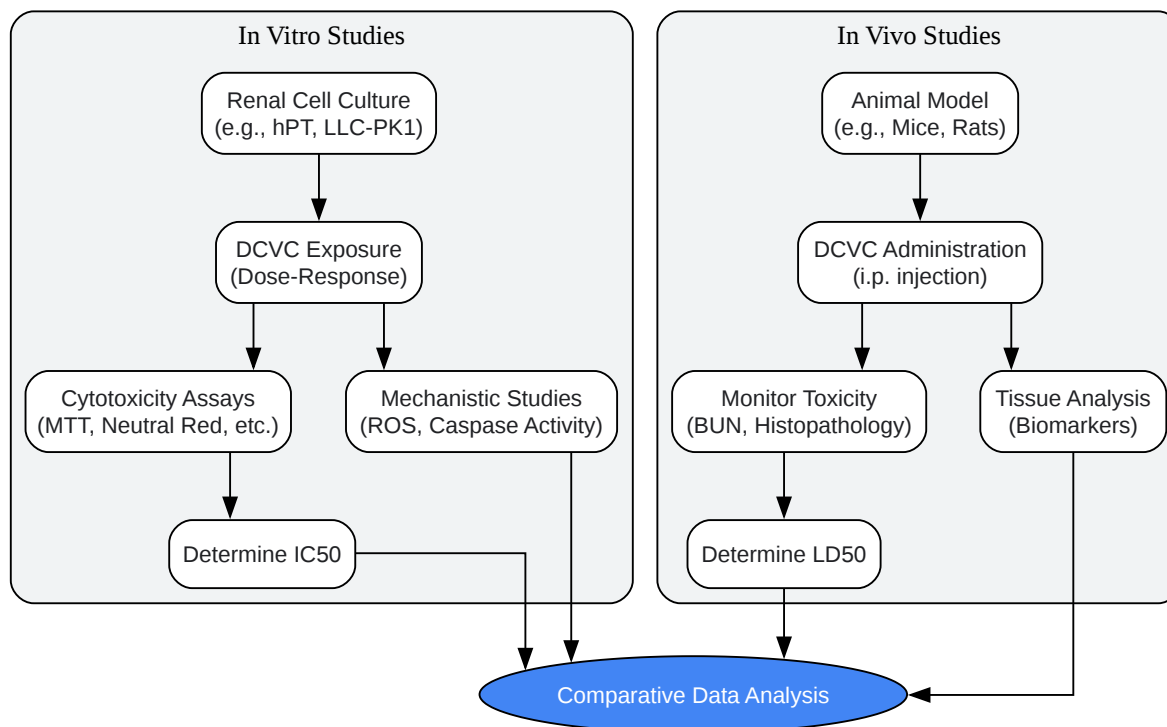 In Vitro Studies
Renal Cell Culture
(e.g., hPT, LLC-PK1)
DCVC Exposure
(Dose-Response)
Cytotoxicity Assays
(MTT, Neutral Red, etc.)
Mechanistic Studies
(ROS, Caspase Activity)
Determine IC50
In Vivo Studies
Animal Model
(e.g., Mice, Rats)
DCVC Administration
(i.p. injection)
Monitor Toxicity
(BUN, Histopathology)
Tissue Analysis
(Biomarkers)
Determine LD50
Comparative Data Analysis